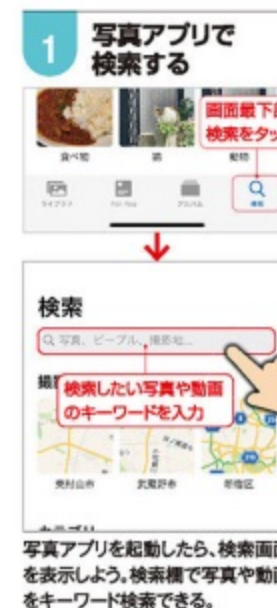 1
写真アプリで
検索する
画面最下
検索をタッ
食べ物
動物
ライブラリ
For You
アルバム
検索
検索
写真、ピープル、撮影地...
検索したい写真や動画
のキーワードを入力
東村山市
武蔵野市
新宿区
写真アプリを起動したら、検索画面
を表示しよう。検索欄で写真や動画
をキーワード検索できる。